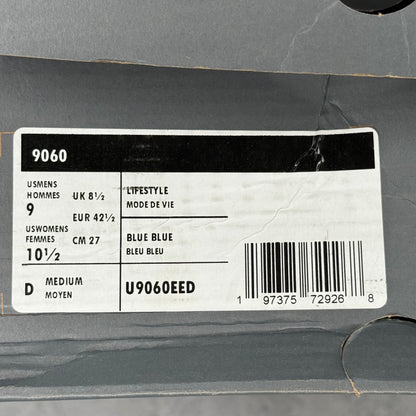 9060
USMENS
HOMMES
9
UK 8½
EUR 42½
USWOMENS
FEMMES
10½
CM 27
D
MEDIUM
MOYEN
LIFESTYLE
MODE DE VIE
BLUE BLUE
BLEU BLEU
U9060EED
1 97375 72926 8